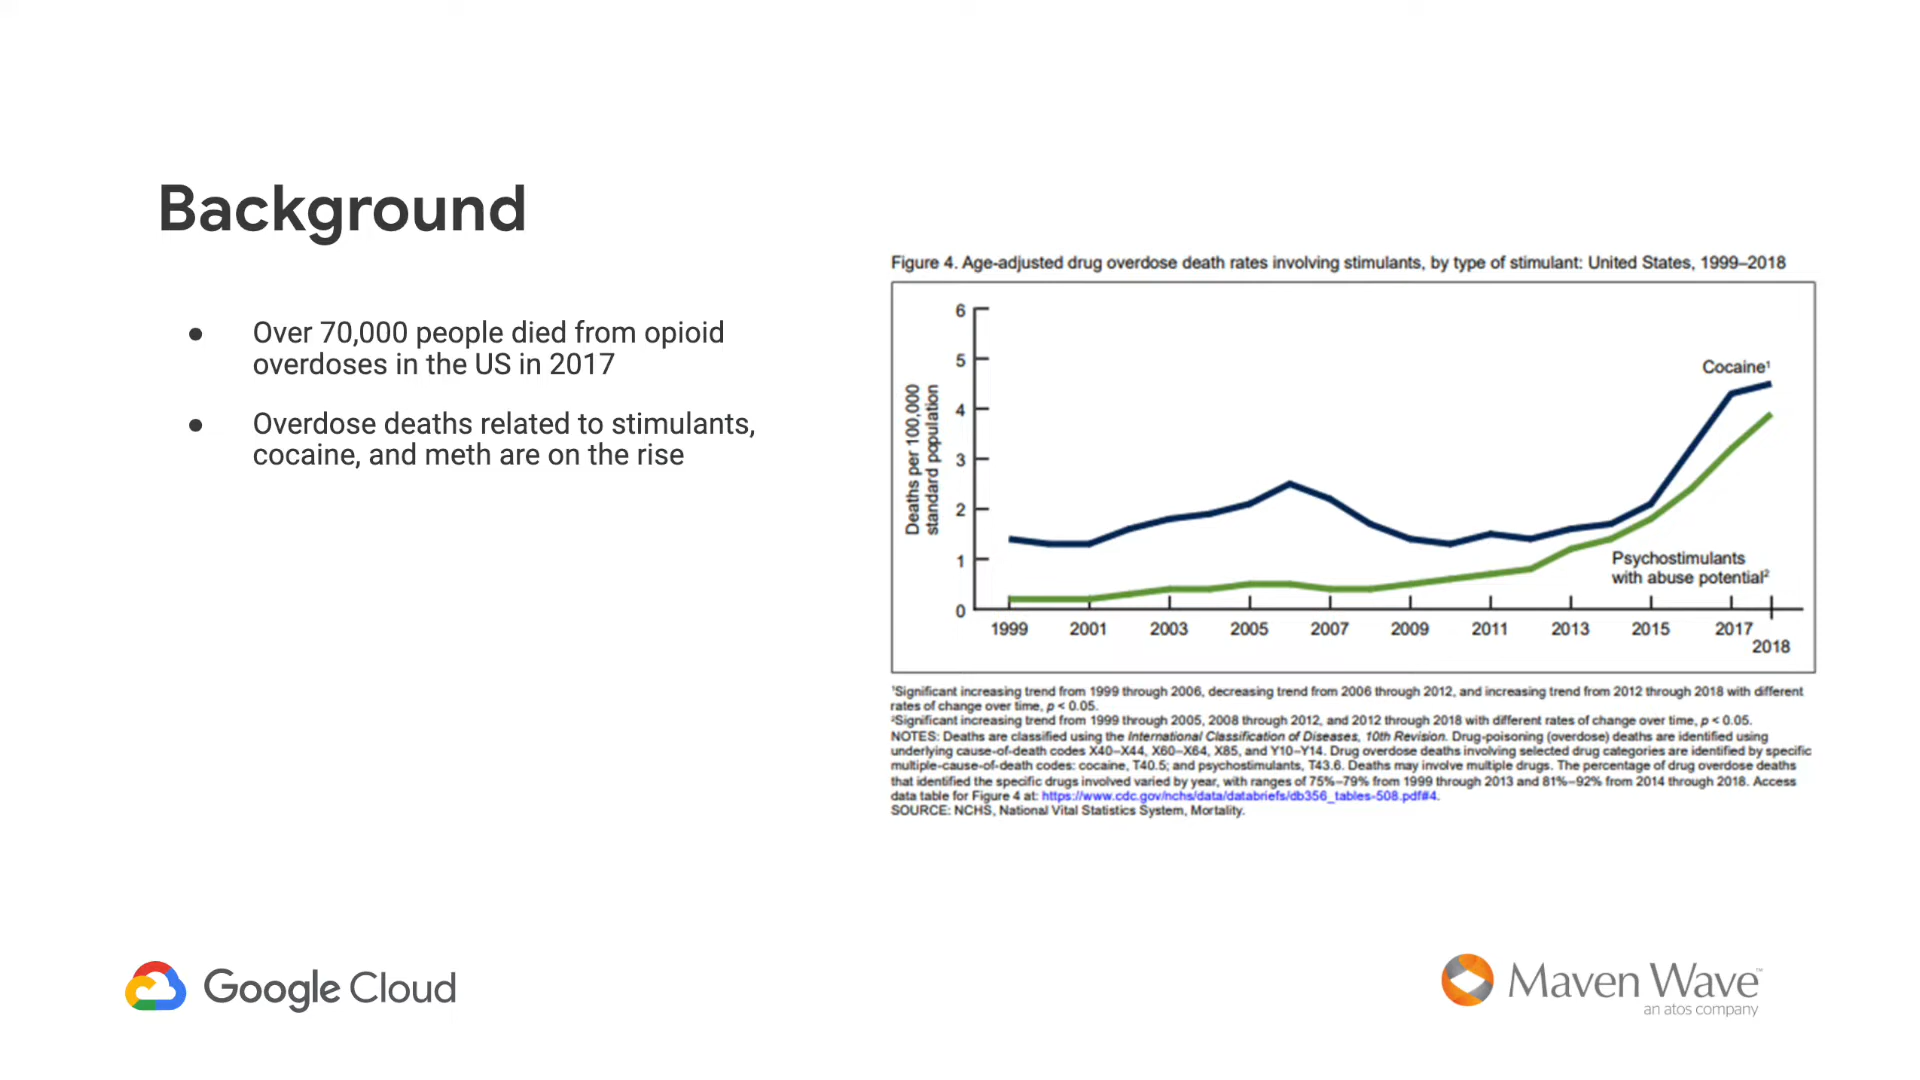 Background
● Over 70,000 people died from opioid
overdoses in the US in 2017
● Overdose deaths related to stimulants,
cocaine, and meth are on the rise
Figure 4. Age-adjusted drug overdose death rates involving stimulants, by type of stimulant: United States, 1999–2018
Deaths per 100,000
standard population
6
5
4
3
2
1
0
Cocaine¹
Psychostimulants
with abuse potential²
1999 2001 2003 2005 2007 2009 2011 2013 2015 2017
2018
¹Significant increasing trend from 1999 through 2006, decreasing trend from 2006 through 2012, and increasing trend from 2012 through 2018 with different
rates of change over time, p < 0.05.
²Significant increasing trend from 1999 through 2005, 2008 through 2012, and 2012 through 2018 with different rates of change over time, p < 0.05.
NOTES: Deaths are classified using the International Classification of Diseases, 10th Revision. Drug-poisoning (overdose) deaths are identified using
underlying cause-of-death codes X40–X44, X60–X64, X85, and Y10–Y14. Drug overdose deaths involving selected drug categories are identified by specific
multiple-cause-of-death codes: cocaine, T40.5; and psychostimulants, T43.6. Deaths may involve multiple drugs. The percentage of drug overdose deaths
that identified the specific drugs involved varied by year, with ranges of 75%–79% from 1999 through 2013 and 81%–92% from 2014 through 2018. Access
data table for Figure 4 at: https://www.cdc.gov/nchs/data/databriefs/db356_tables-508.pdf#4.
SOURCE: NCHS, National Vital Statistics System, Mortality.
Google Cloud
Maven Wave™
an atos company